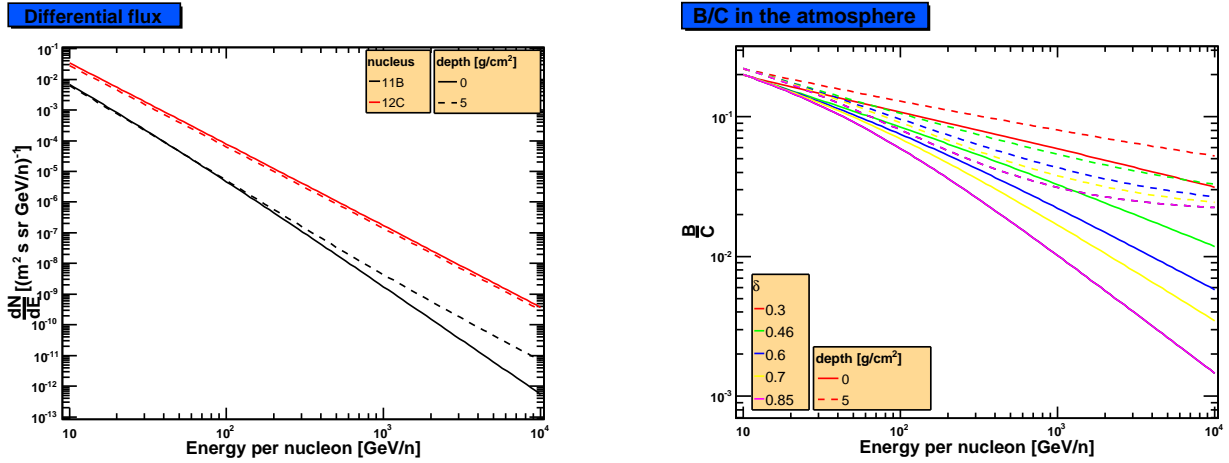 Differential flux
10⁻¹
10⁻²
10⁻³
10⁻⁴
10⁻⁵
10⁻⁶
10⁻⁷
10⁻⁸
10⁻⁹
10⁻¹⁰
10⁻¹¹
10⁻¹²
10⁻¹³
dN/dE [(m² s sr GeV/n)⁻¹]
nucleus
11B
12C
depth [g/cm²]
0
5
10 10² 10³ 10⁴
Energy per nucleon [GeV/n]
B/C in the atmosphere
10⁻¹
10⁻²
10⁻³
B/C
δ
0.3
0.46
0.6
0.7
0.85
depth [g/cm²]
0
5
10 10² 10³ 10⁴
Energy per nucleon [GeV/n]